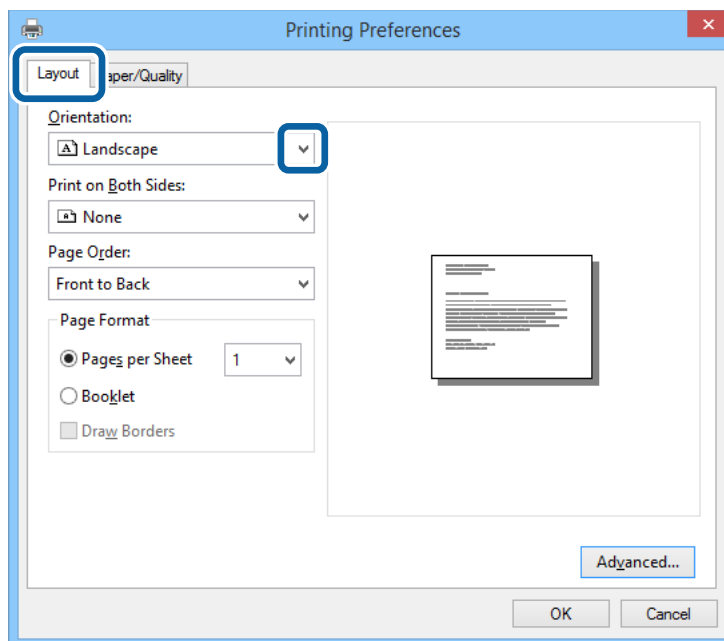 Printing Preferences
Layout
aper/Quality
Orientation:
Landscape
Print on Both Sides:
None
Page Order:
Front to Back
Page Format
Pages per Sheet 1
Booklet
Draw Borders
Advanced...
OK Cancel